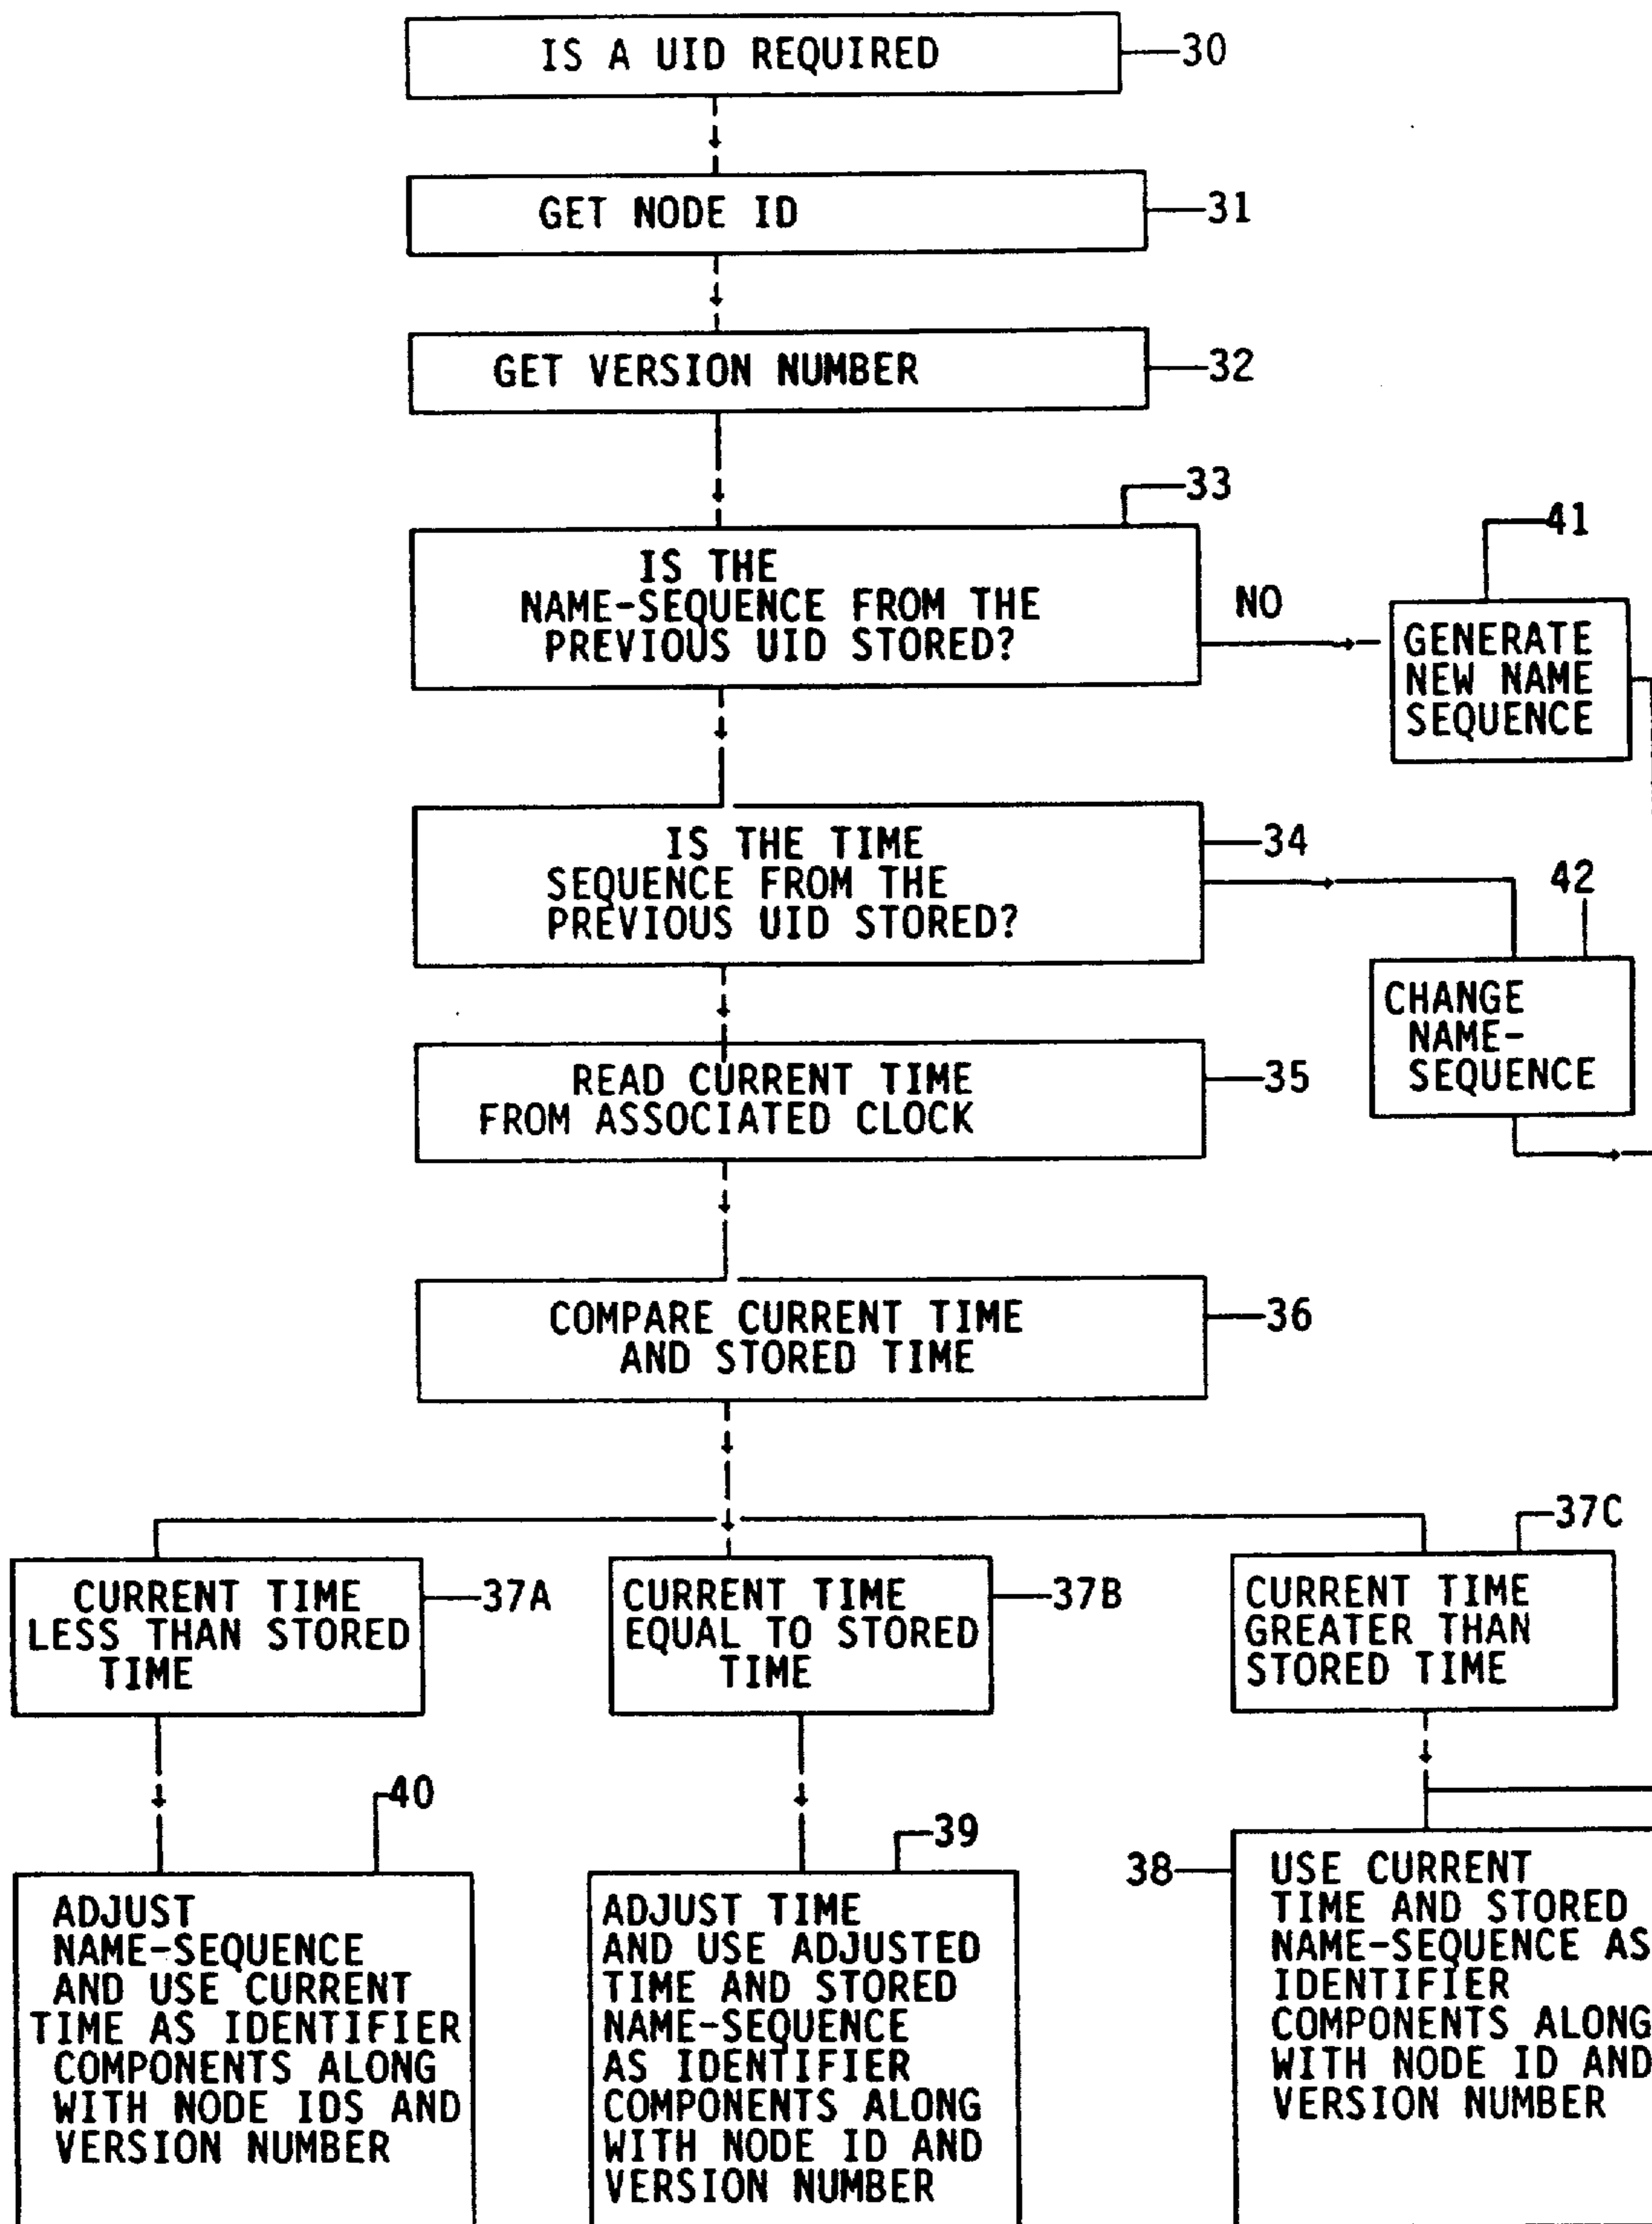 IS A UID REQUIRED
30
GET NODE ID
31
GET VERSION NUMBER
32
33
IS THE
NAME-SEQUENCE FROM THE
PREVIOUS UID STORED?
NO
41
GENERATE
NEW NAME
SEQUENCE
34
IS THE TIME
SEQUENCE FROM THE
PREVIOUS UID STORED?
42
CHANGE
NAME-
SEQUENCE
READ CURRENT TIME
FROM ASSOCIATED CLOCK
35
COMPARE CURRENT TIME
AND STORED TIME
36
CURRENT TIME
LESS THAN STORED
TIME
37A
CURRENT TIME
EQUAL TO STORED
TIME
37B
37C
CURRENT TIME
GREATER THAN
STORED TIME
40
ADJUST
NAME-SEQUENCE
AND USE CURRENT
TIME AS IDENTIFIER
COMPONENTS ALONG
WITH NODE IDS AND
VERSION NUMBER
39
ADJUST TIME
AND USE ADJUSTED
TIME AND STORED
NAME-SEQUENCE
AS IDENTIFIER
COMPONENTS ALONG
WITH NODE ID AND
VERSION NUMBER
38
USE CURRENT
TIME AND STORED
NAME-SEQUENCE AS
IDENTIFIER
COMPONENTS ALONG
WITH NODE ID AND
VERSION NUMBER